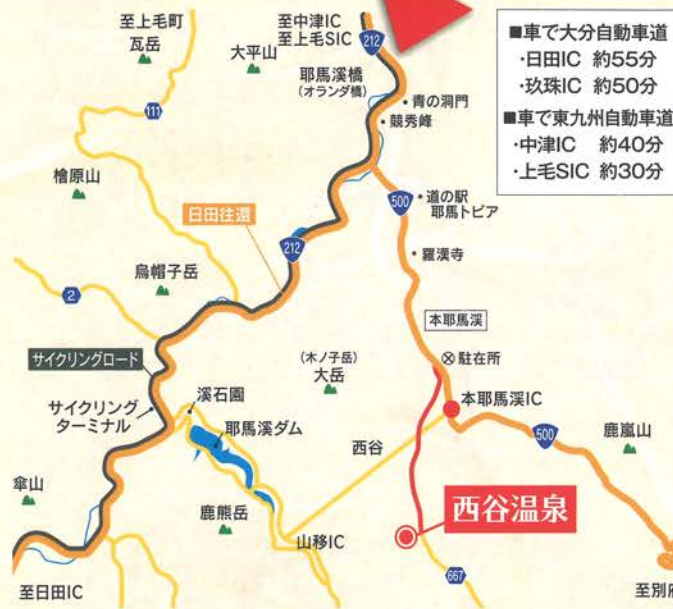 至上毛町
瓦岳
大平山
至中津IC
至上毛SIC
212
■車で大分自動車道
・日田IC 約55分
・玖珠IC 約50分
■車で東九州自動車道
・中津IC 約40分
・上毛SIC 約30分
耶馬溪橋
(オランダ橋)
・青の洞門
・競秀峰
111
檜原山
500
・道の駅
耶馬トピア
日田往還
212
・羅漢寺
烏帽子岳
2
本耶馬渓
サイクリングロード
(木ノ子岳)
大岳
駐在所
溪石園
本耶馬渓IC
サイクリング
ターミナル
耶馬溪ダム
西谷
500
鹿嵐山
傘山
鹿熊岳
山移IC
西谷温泉
667
至日田IC
至別府